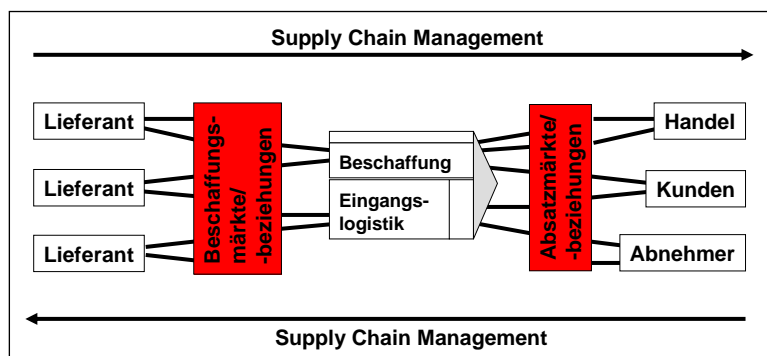 Supply Chain Management
Lieferant
Lieferant
Lieferant
Beschaffungs-
märkte/
-beziehungen
Beschaffung
Eingangs-
logistik
Absatzmärkte/
-beziehungen
Handel
Kunden
Abnehmer
Supply Chain Management